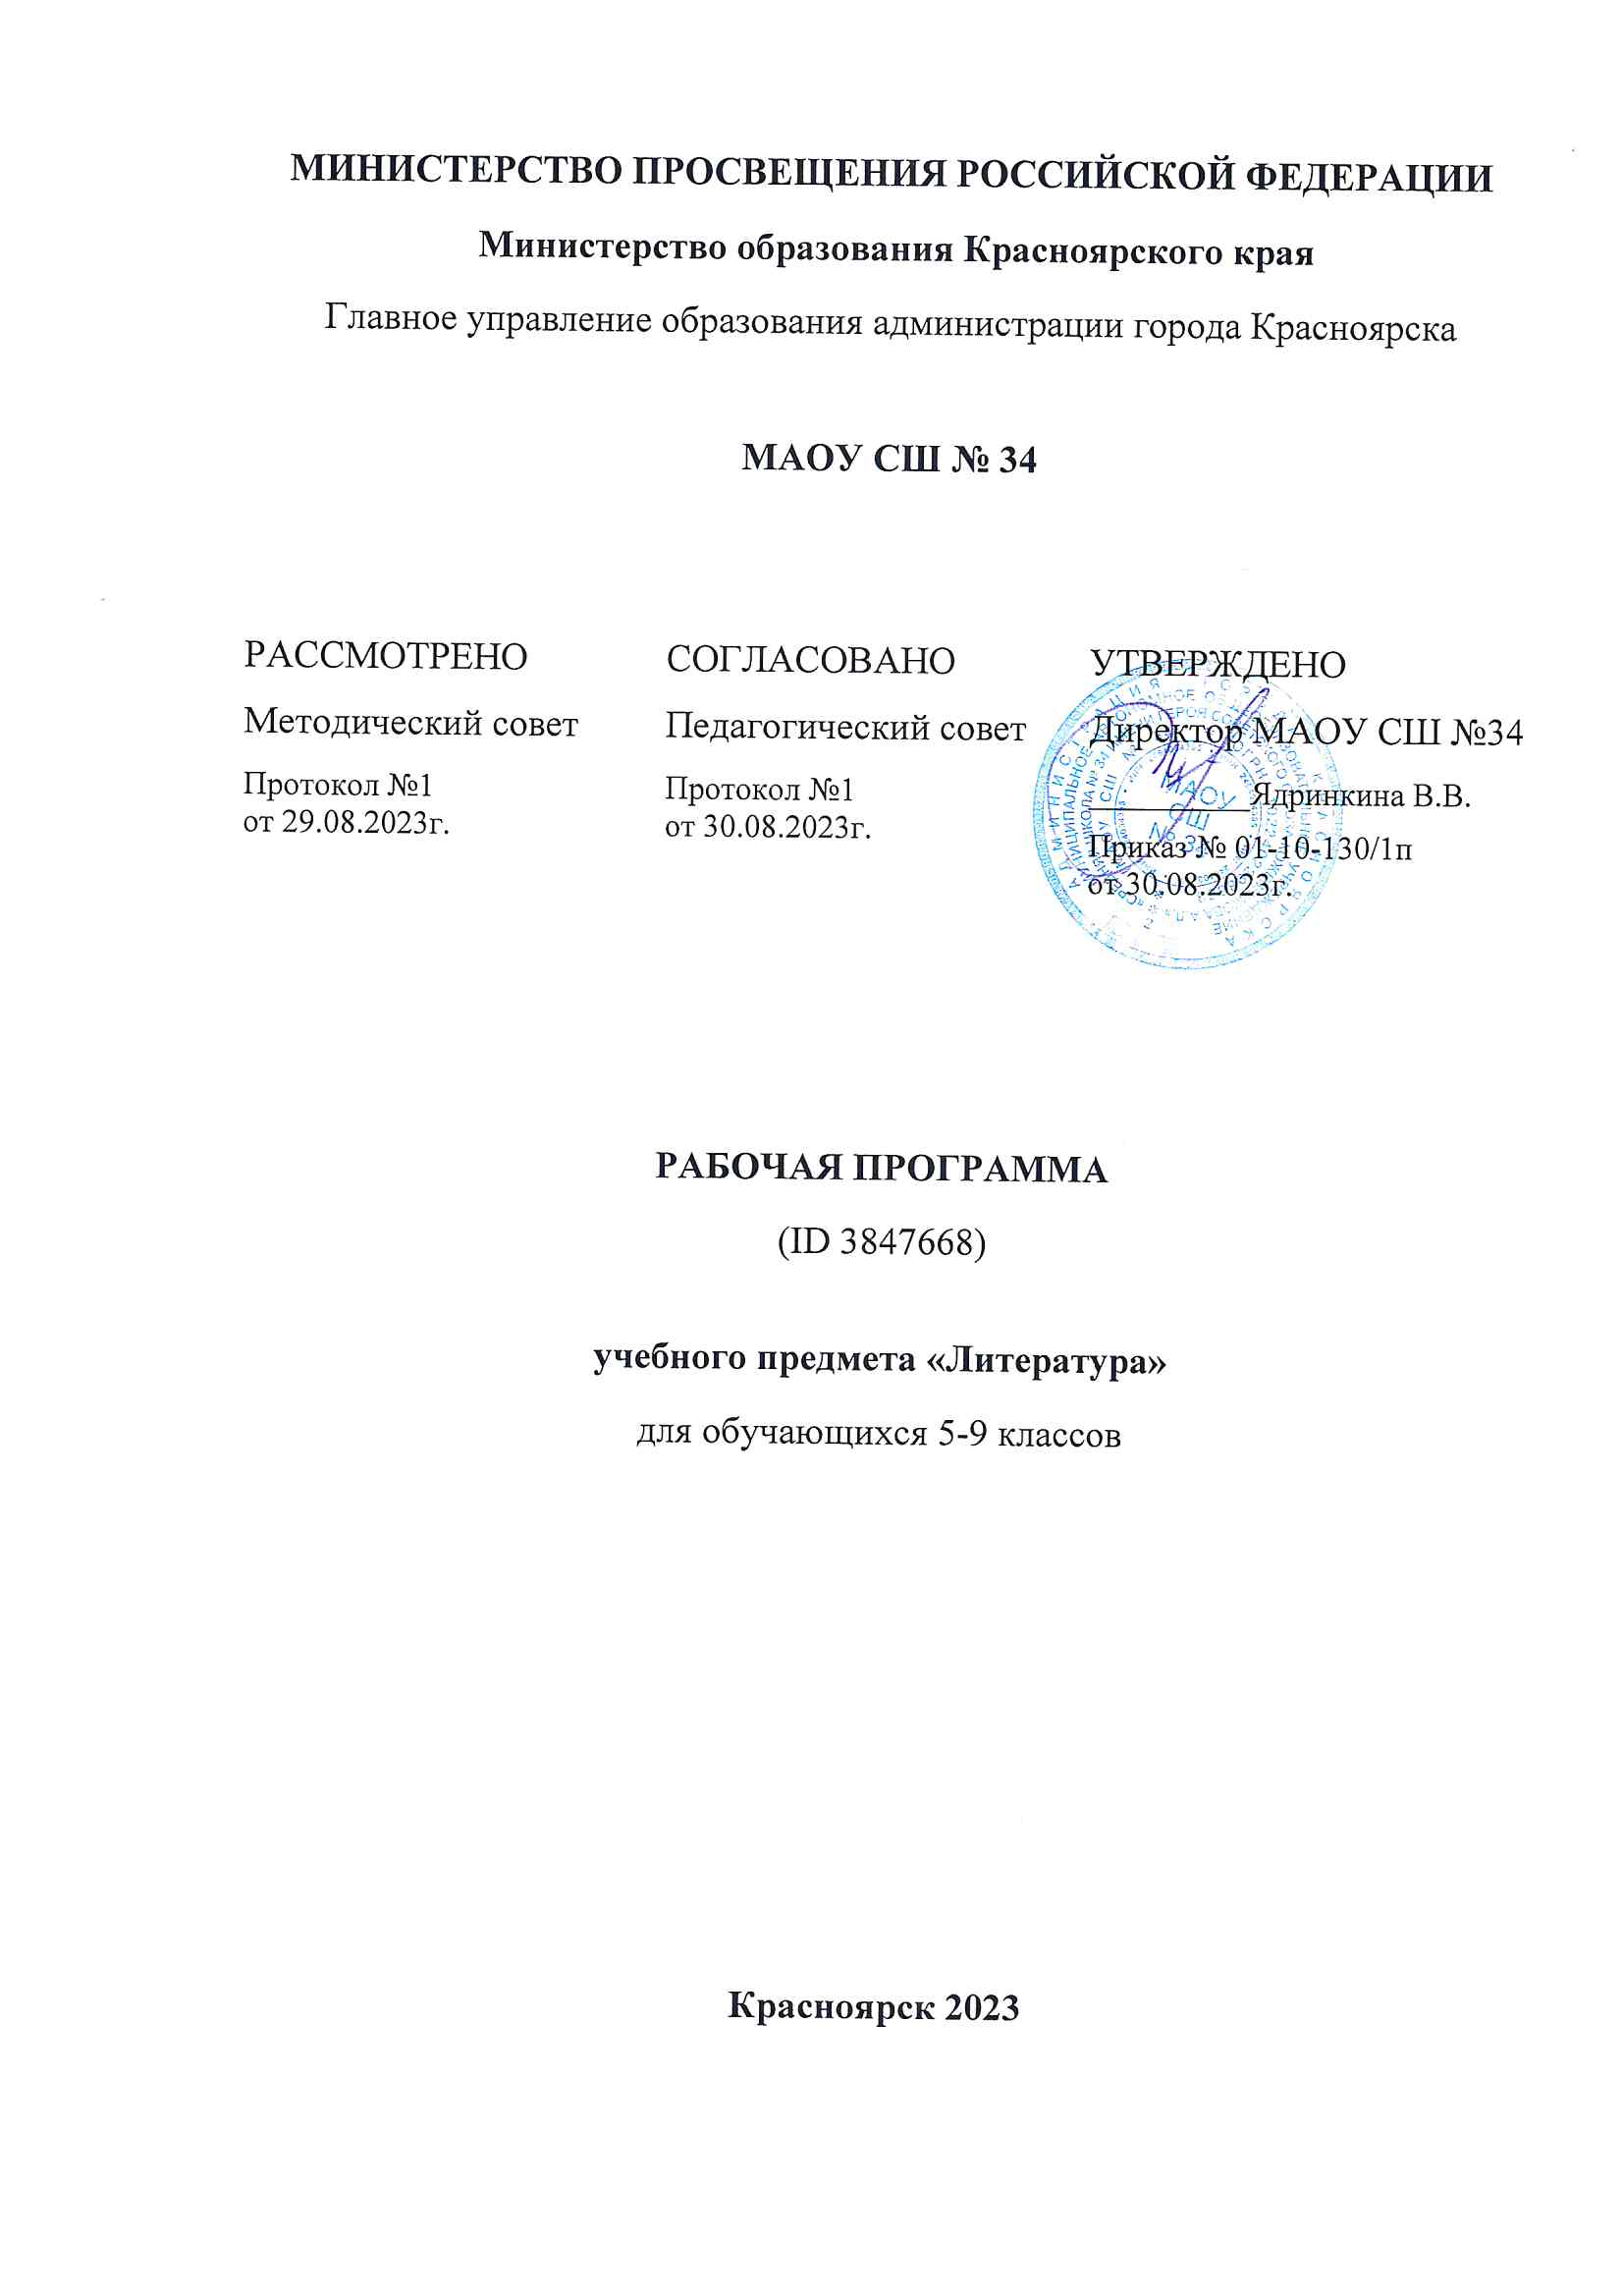 МИНИСТЕРСТВО ПРОСВЕЩЕНИЯ РОССИЙСКОЙ ФЕДЕРАЦИИ
Министерство образования Красноярского края
Главное управление образования администрации города Красноярска
МАОУ СШ № 34
РАССМОТРЕНО
Методический совет
Протокол №1
от 29.08.2023г.
СОГЛАСОВАНО
Педагогический совет
Протокол №1
от 30.08.2023г.
УТВЕРЖДЕНО
Директор МАОУ СШ №34
Ядринкина В.В.
Приказ № 01-10-130/1п
от 30.08.2023г.
МАОУ
СШ
РАБОЧАЯ ПРОГРАММА
(ID 3847668)
учебного предмета «Литература»
для обучающихся 5-9 классов
Красноярск 2023